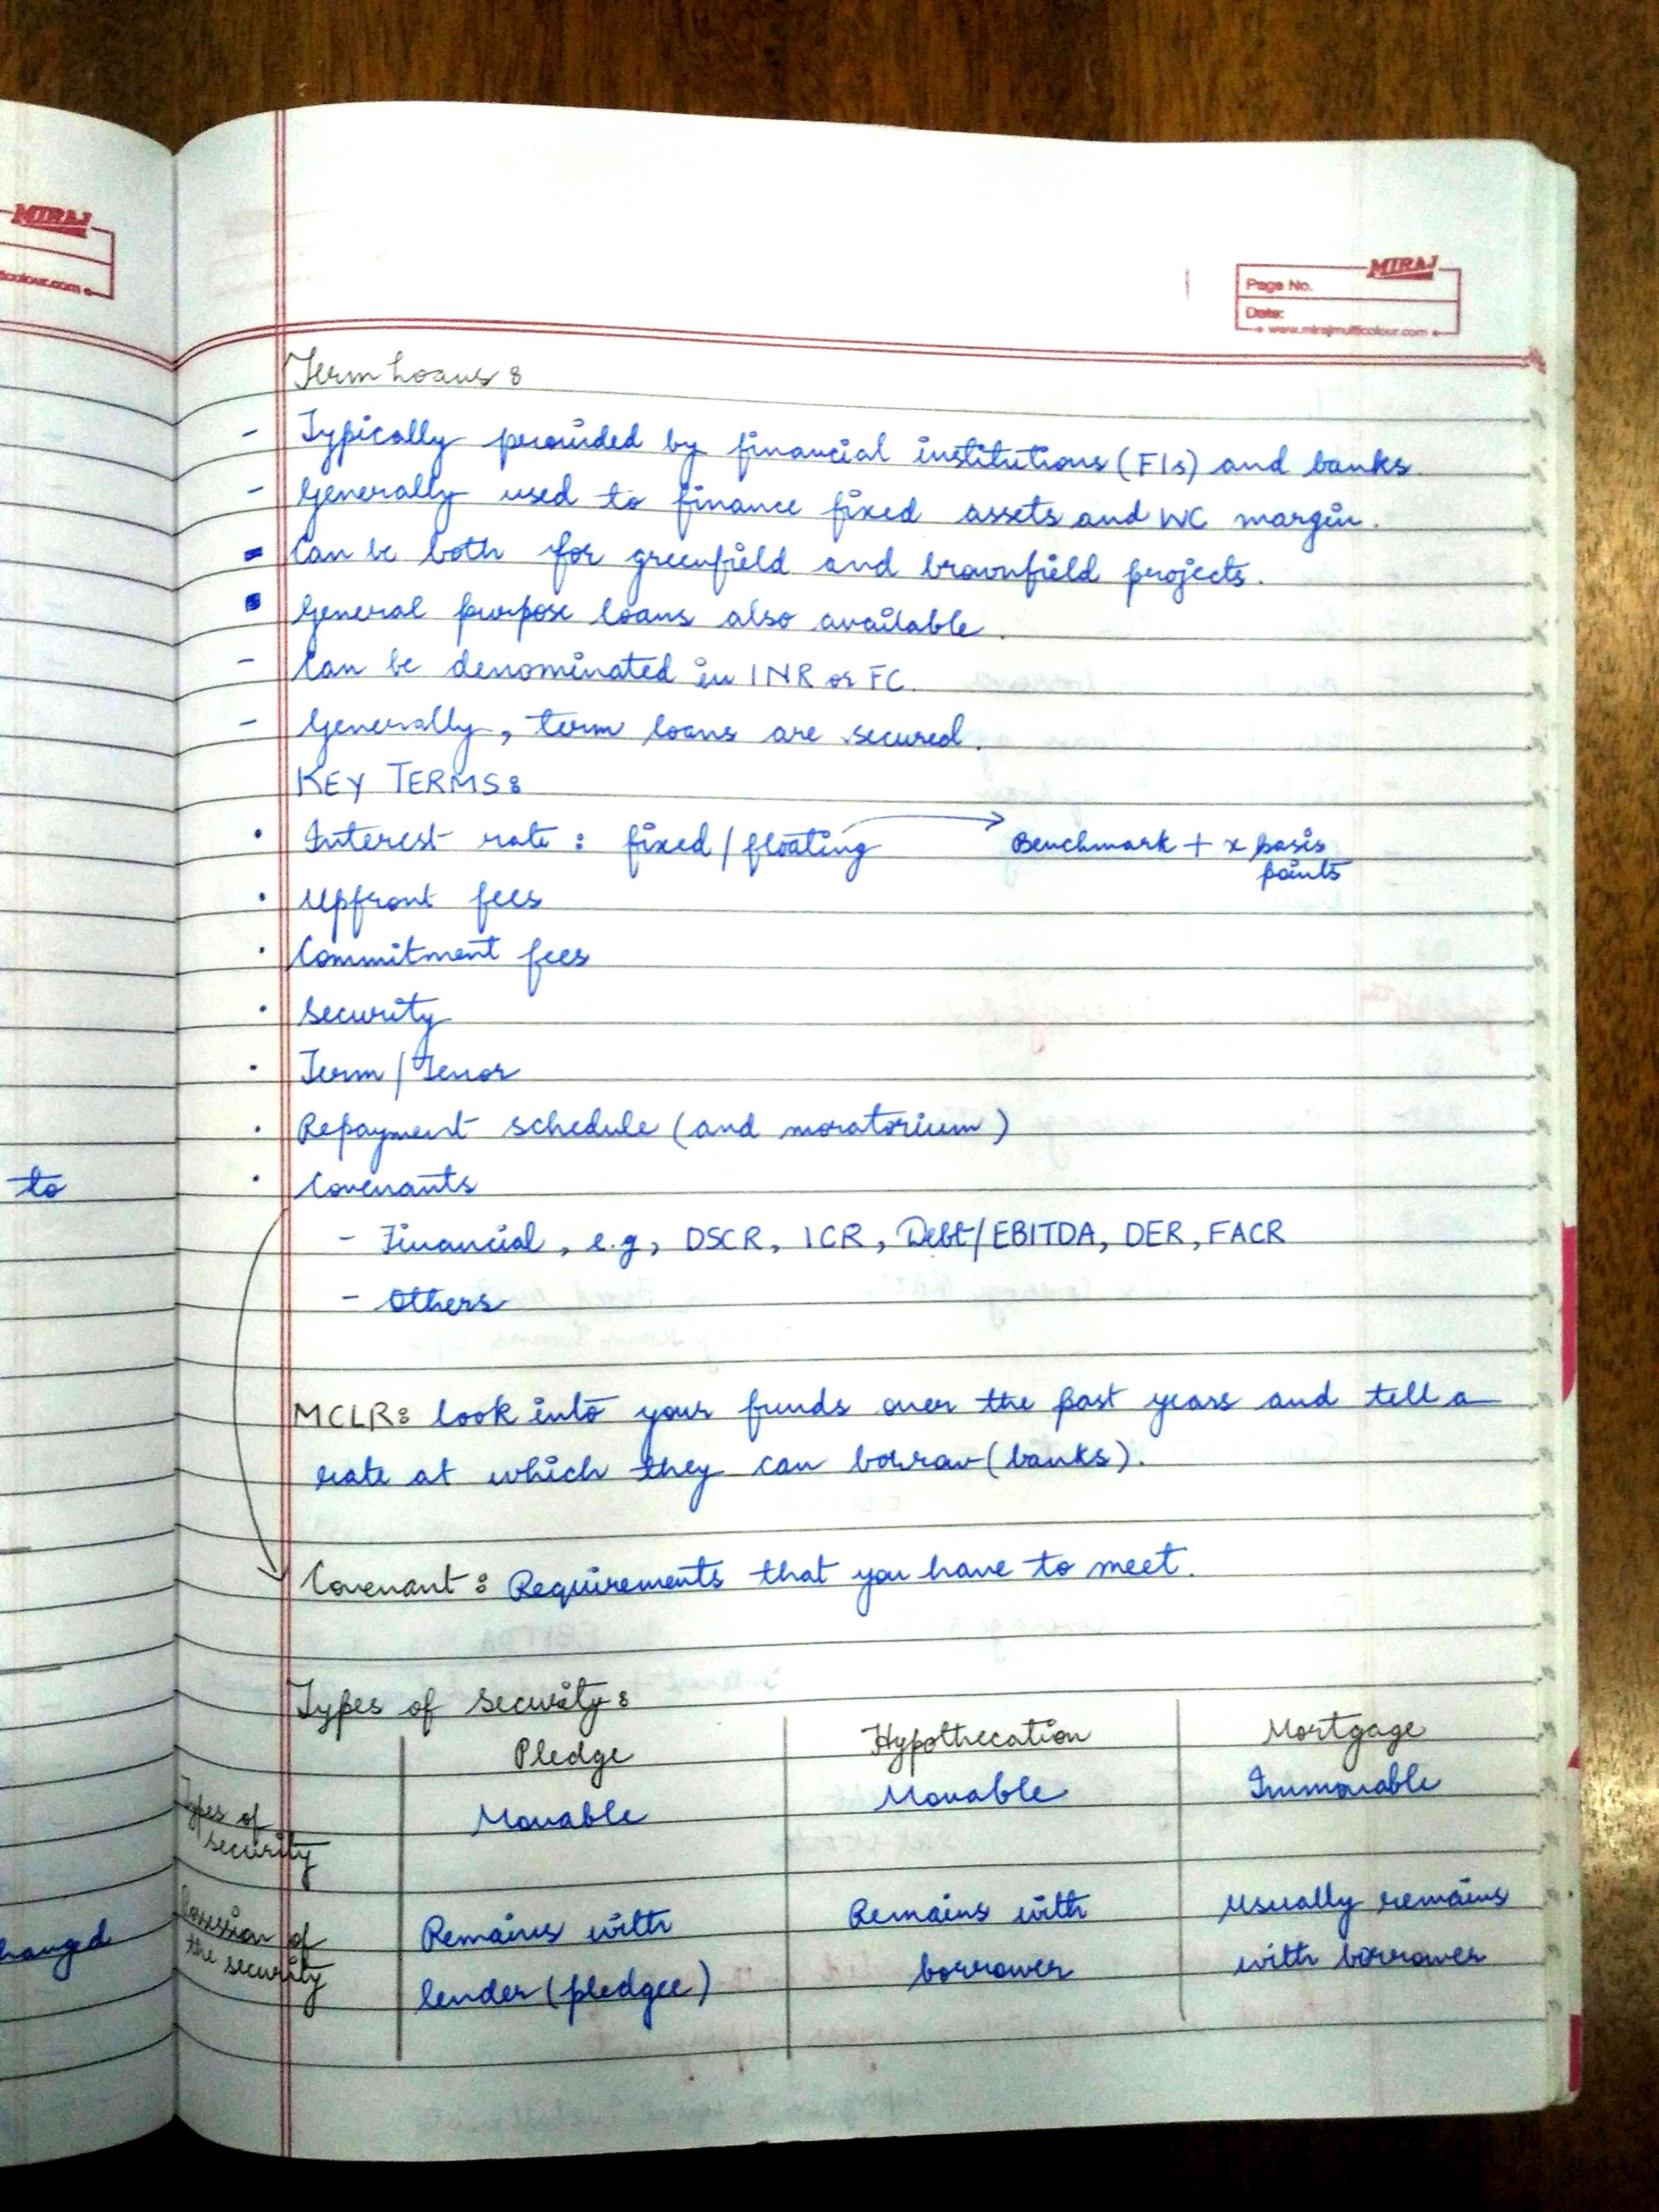 MIRAJ
MIRAJ
Page No.
Date:
www.mirajmulticolour.com
Term Loans :
- Typically provided by financial institutions (FIs) and banks.
- Generally used to finance fixed assets and WC margin.
- Can be both for greenfield and brownfield projects.
- General purpose loans also available.
- Can be denominated in INR or FC.
- Generally, term loans are secured.
KEY TERMS :
• Interest rate : fixed / floating → Benchmark + x basis
points
• Upfront fees
• Commitment fees
• Security
• Term / Tenor
• Repayment schedule (and moratorium)
• Covenants
- Financial, e.g, DSCR, ICR, Debt/EBITDA, DER, FACR
- Others
to
MCLR : look into your funds over the past years and tell a
rate at which they can borrow (banks).
Covenant : Requirements that you have to meet.
Types of security :
Pledge Hypothecation Mortgage
Types of security Movable Movable Immovable
Possession of the security Remains with lender (pledgee) Remains with borrower Usually remains with borrower